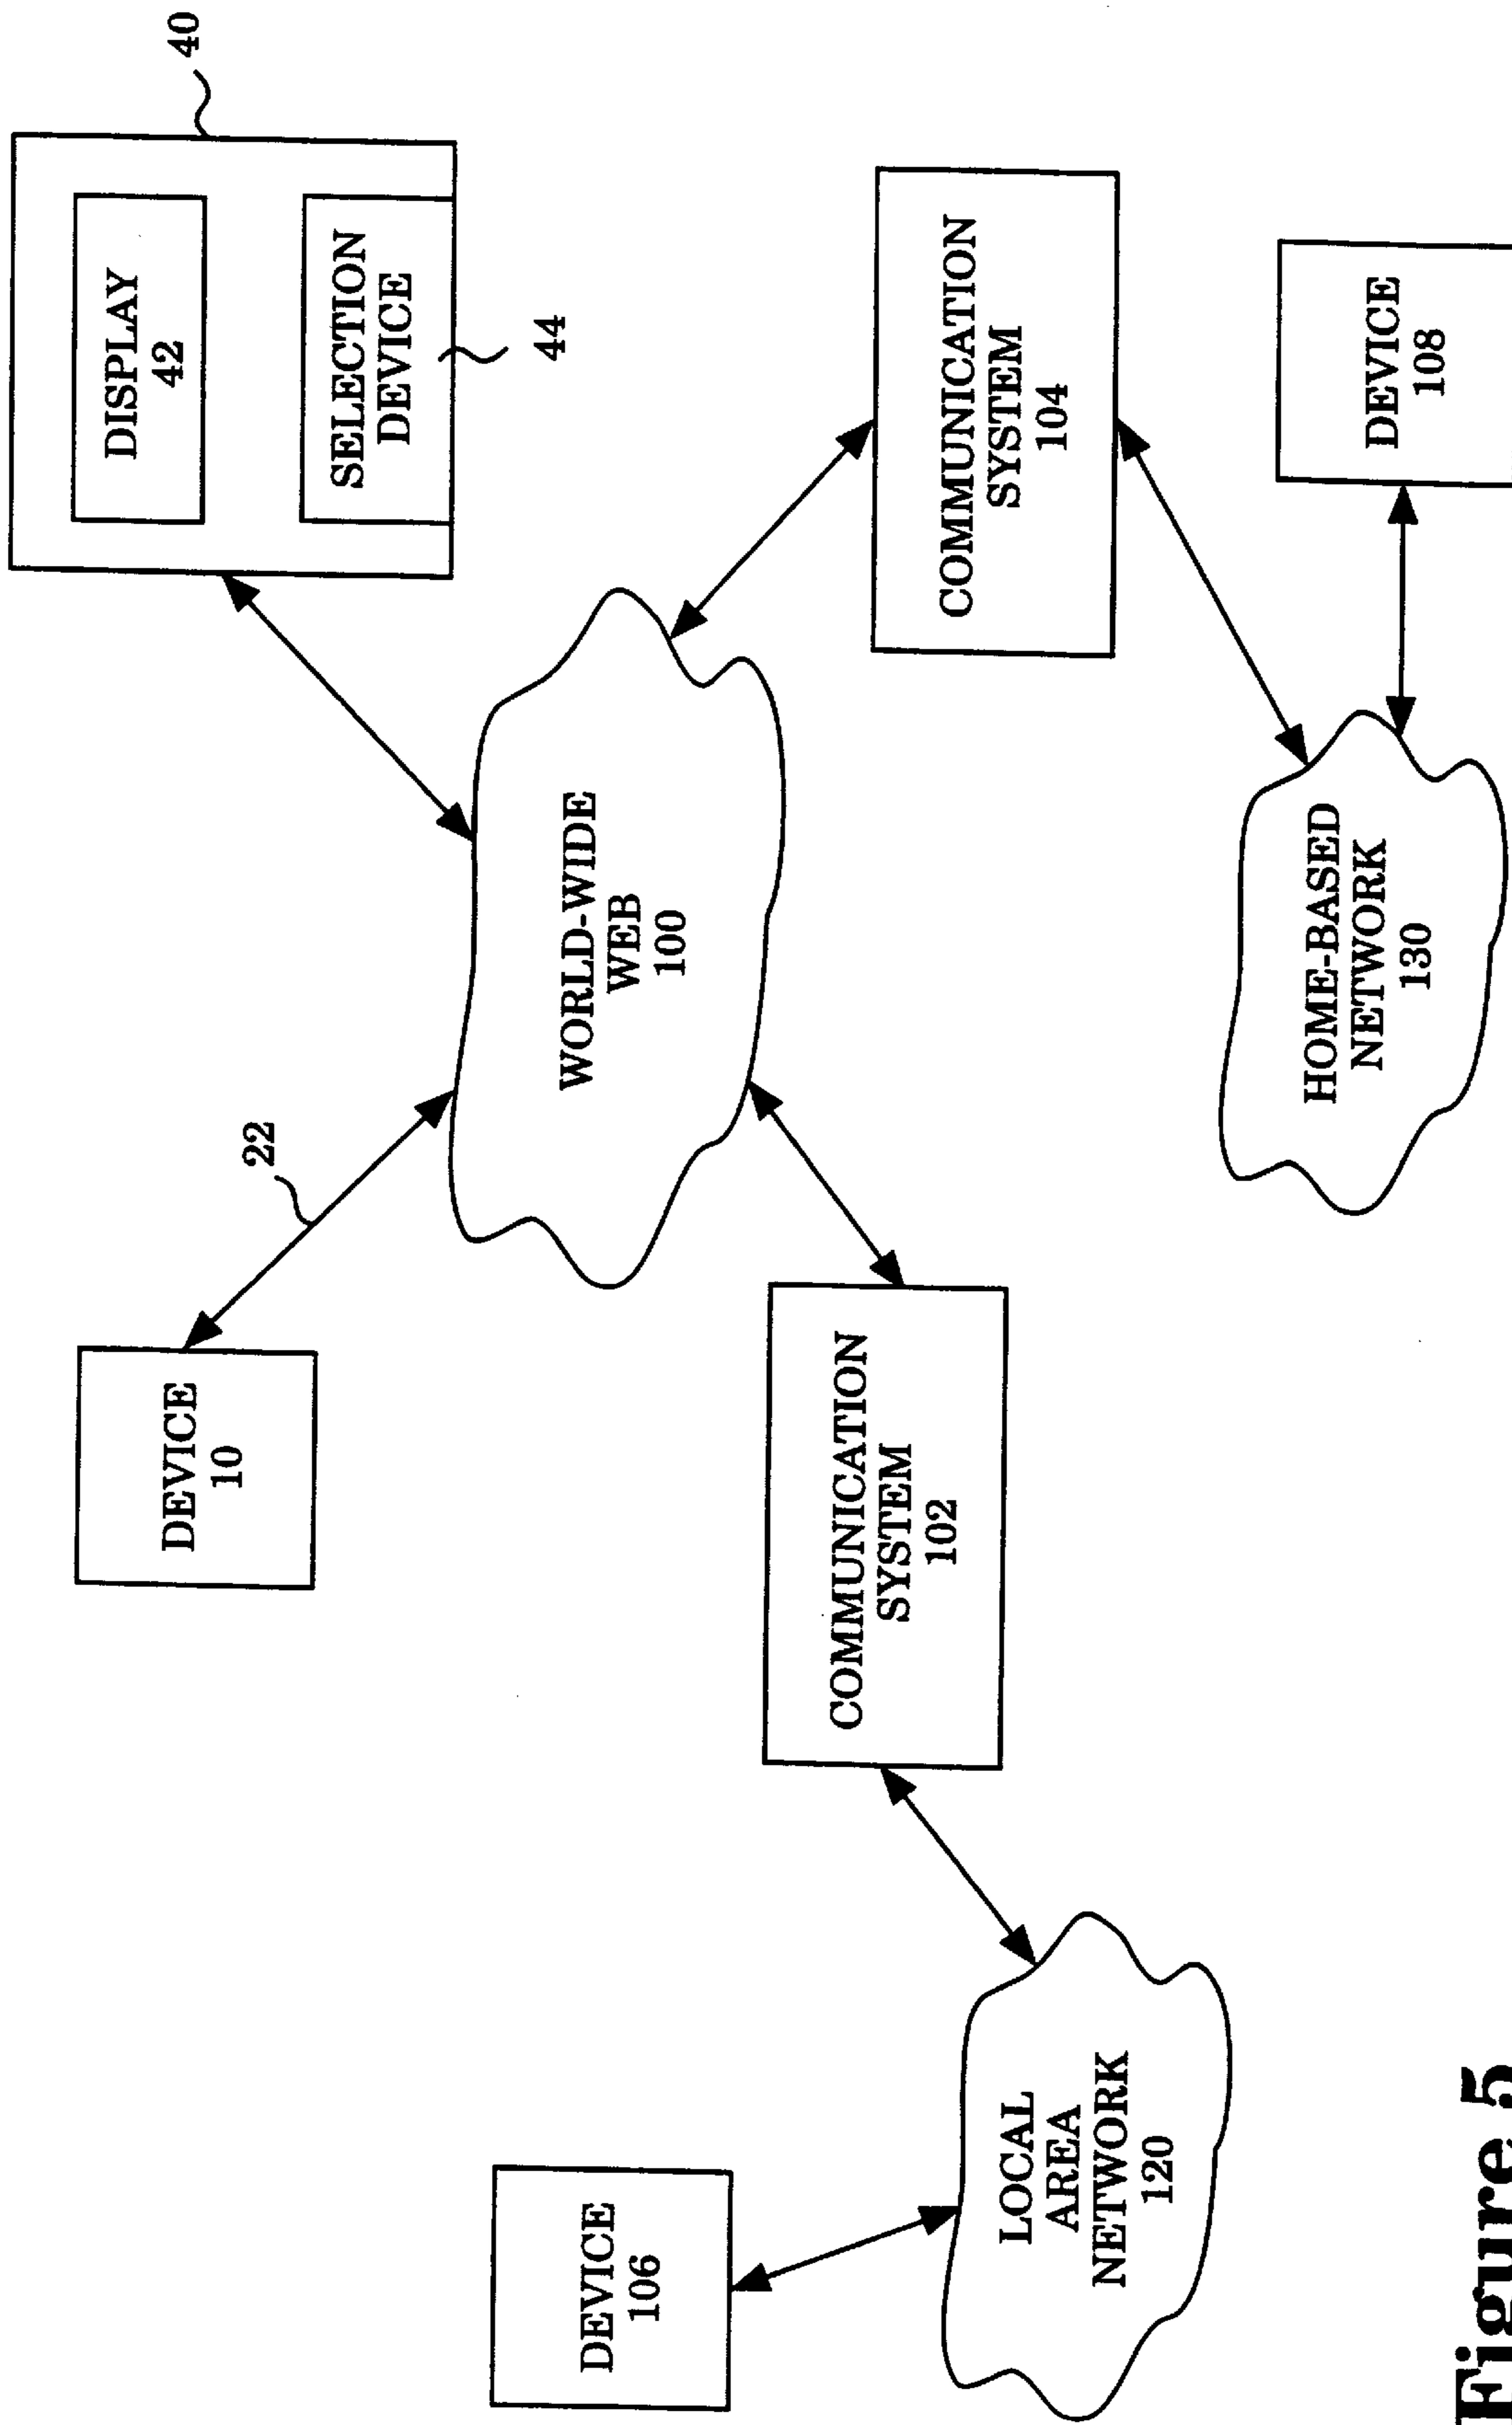 40
DISPLAY
42
SELECTION
DEVICE
44
DEVICE
10
22
WORLD-WIDE
WEB
100
COMMUNICATION
SYSTEM
104
COMMUNICATION
SYSTEM
102
DEVICE
108
HOME-BASED
NETWORK
130
DEVICE
106
LOCAL
AREA
NETWORK
120
Figure 5